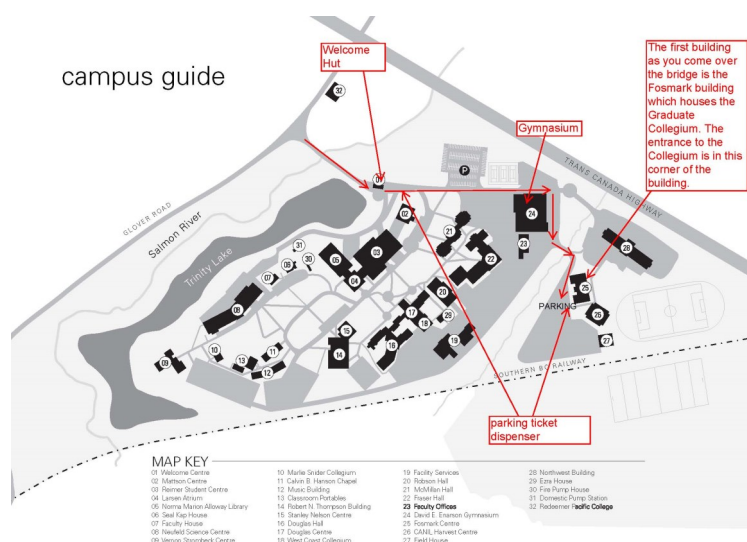 campus guide
Welcome
Hut
Gymnasium
The first building
as you come over
the bridge is the
Fosmark building
which houses the
Graduate
Collegium. The
entrance to the
Collegium is in this
corner of the
building.
parking ticket
dispenser
PARKING
P
GLOVER ROAD
Salmon River
Trinity Lake
TRANS CANADA HIGHWAY
SOUTHERN BC RAILWAY
32
01
02
24
21
23
22
28
31
06
30
05
03
04
07
20
25
08
17
18
29
26
15
16
19
27
10
13
11
14
09
12
MAP KEY
01 Welcome Centre
02 Mattson Centre
03 Reimer Student Centre
04 Larsen Atrium
05 Norma Marion Alloway Library
06 Seal Kap House
07 Faculty House
08 Neufeld Science Centre
09 Vernon Strombeck Centre
10 Marlie Snider Collegium
11 Calvin B. Hanson Chapel
12 Music Building
13 Classroom Portables
14 Robert N. Thompson Building
15 Stanley Nelson Centre
16 Douglas Hall
17 Douglas Centre
18 West Coast Collegium
19 Facility Services
20 Robson Hall
21 McMillan Hall
22 Fraser Hall
23 Faculty Offices
24 David E. Enarson Gymnasium
25 Fosmark Centre
26 CANIL Harvest Centre
27 Field House
28 Northwest Building
29 Ezra House
30 Fire Pump House
31 Domestic Pump Station
32 Redeemer Pacific College